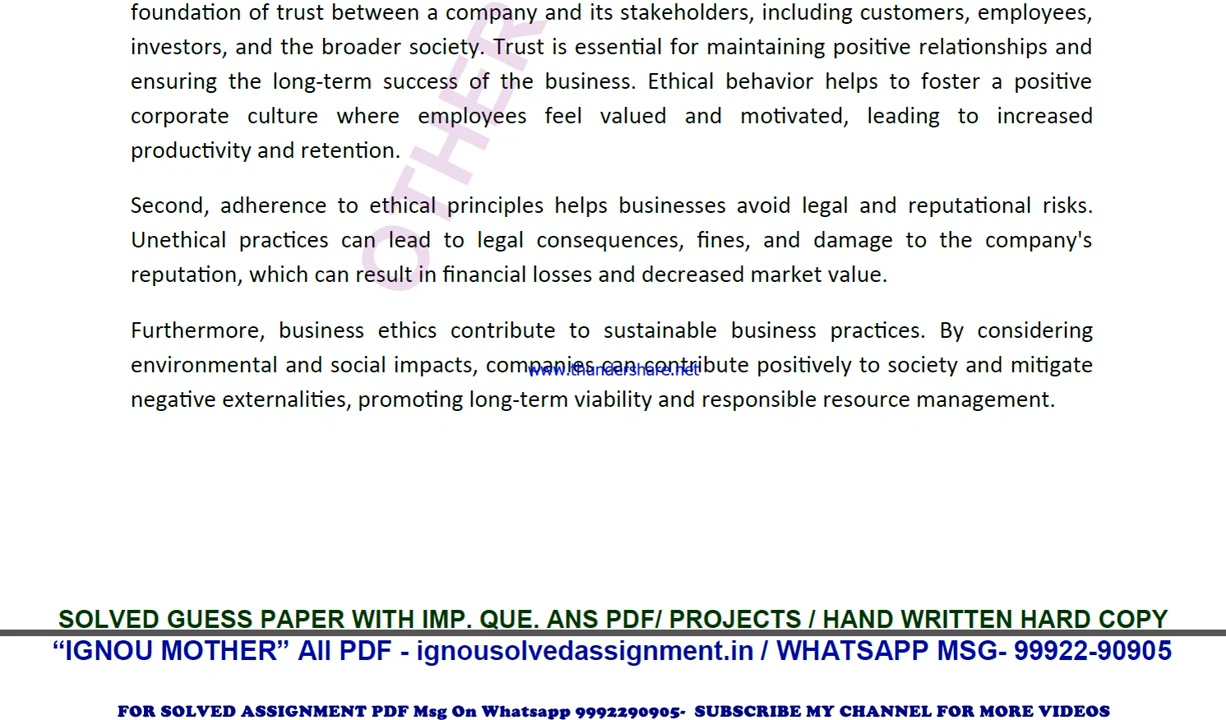 foundation of trust between a company and its stakeholders, including customers, employees,
investors, and the broader society. Trust is essential for maintaining positive relationships and
ensuring the long-term success of the business. Ethical behavior helps to foster a positive
corporate culture where employees feel valued and motivated, leading to increased
productivity and retention.
Second, adherence to ethical principles helps businesses avoid legal and reputational risks.
Unethical practices can lead to legal consequences, fines, and damage to the company's
reputation, which can result in financial losses and decreased market value.
Furthermore, business ethics contribute to sustainable business practices. By considering
environmental and social impacts, companies can contribute positively to society and mitigate
www.thundershare.net
negative externalities, promoting long-term viability and responsible resource management.
OTHER
SOLVED GUESS PAPER WITH IMP. QUE. ANS PDF/ PROJECTS / HAND WRITTEN HARD COPY
“IGNOU MOTHER” All PDF - ignousolvedassignment.in / WHATSAPP MSG- 99922-90905
FOR SOLVED ASSIGNMENT PDF Msg On Whatsapp 9992290905- SUBSCRIBE MY CHANNEL FOR MORE VIDEOS